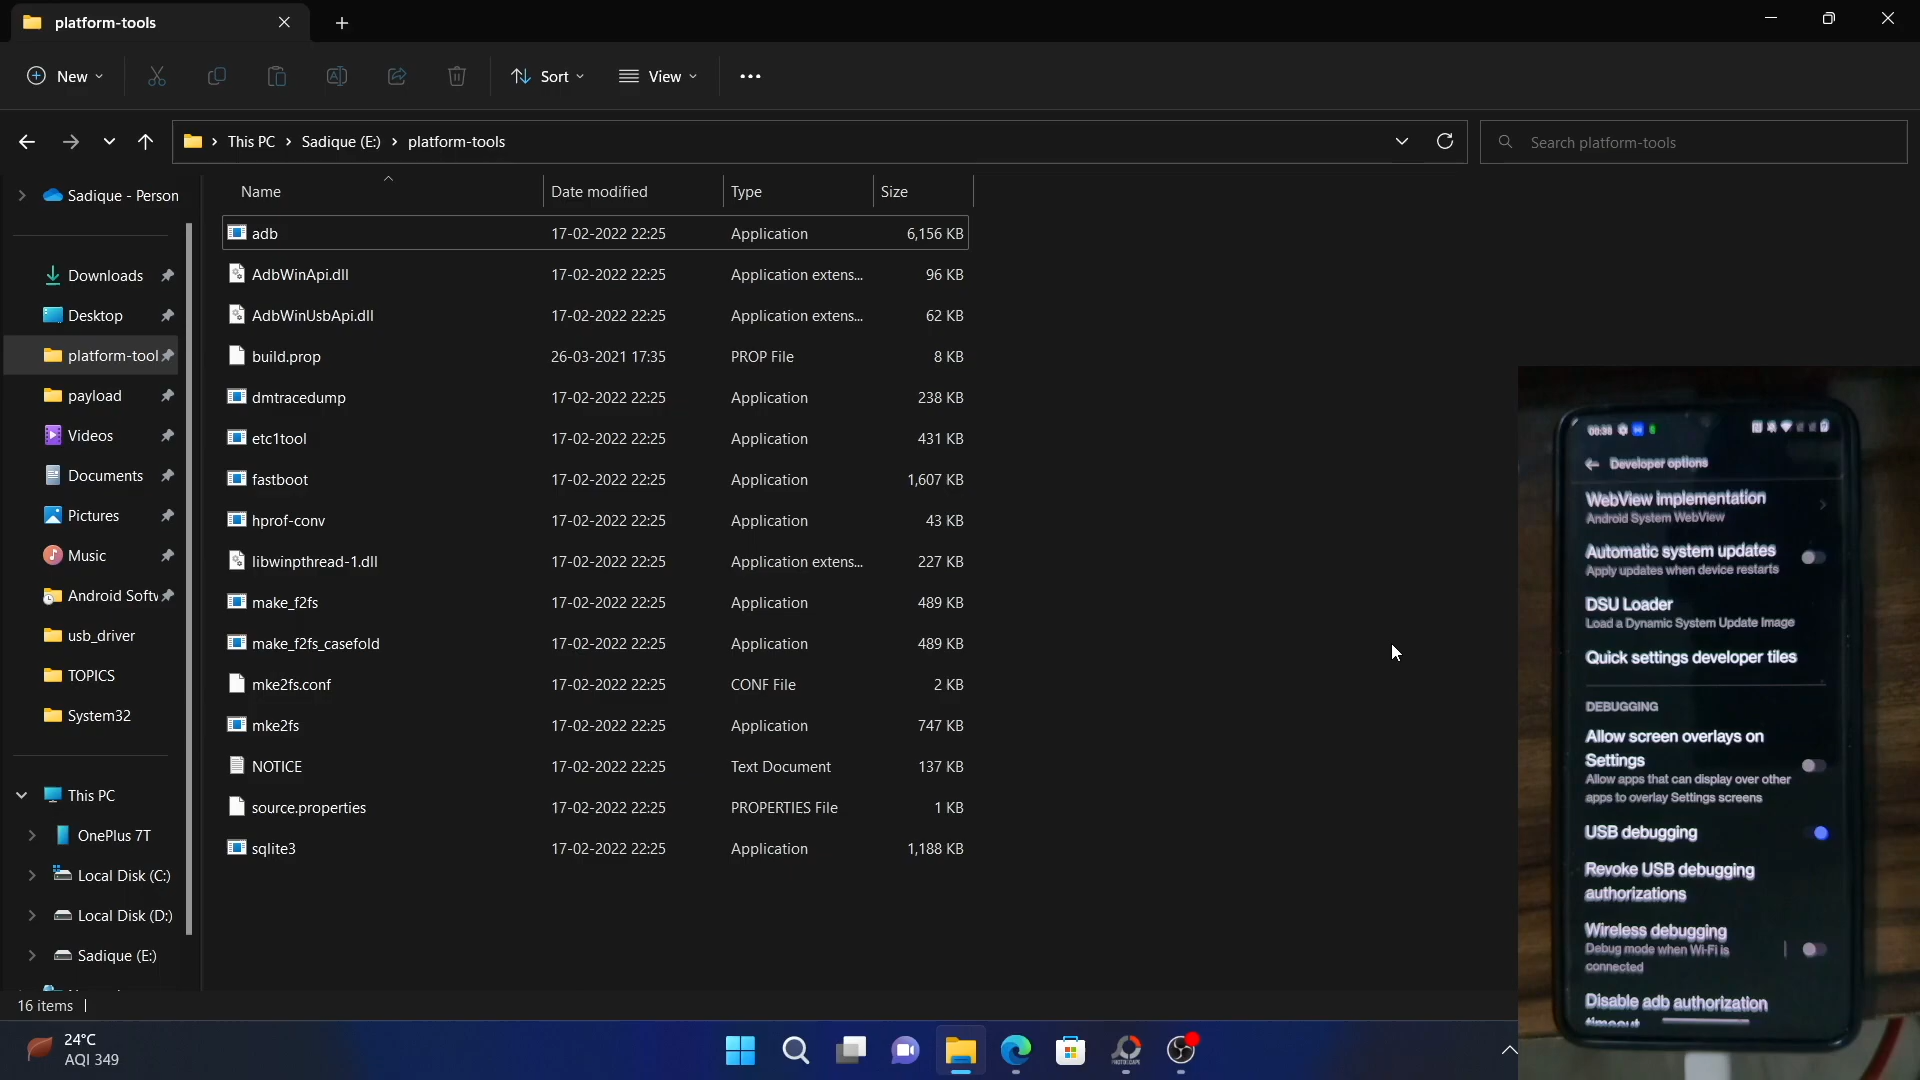 platform-tools
New
Sort
View
This PC
Sadique (E:)
platform-tools
Search platform-tools
Sadique - Person
Downloads
Desktop
platform-tool
payload
Videos
Documents
Pictures
Music
Android Softv
usb_driver
TOPICS
System32
This PC
OnePlus 7T
Local Disk (C:)
Local Disk (D:)
Sadique (E:)
Name Date modified Type Size
adb 17-02-2022 22:25 Application 6,156 KB
AdbWinApi.dll 17-02-2022 22:25 Application extens... 96 KB
AdbWinUsbApi.dll 17-02-2022 22:25 Application extens... 62 KB
build.prop 26-03-2021 17:35 PROP File 8 KB
dmtracedump 17-02-2022 22:25 Application 238 KB
etc1tool 17-02-2022 22:25 Application 431 KB
fastboot 17-02-2022 22:25 Application 1,607 KB
hprof-conv 17-02-2022 22:25 Application 43 KB
libwinpthread-1.dll 17-02-2022 22:25 Application extens... 227 KB
make_f2fs 17-02-2022 22:25 Application 489 KB
make_f2fs_casefold 17-02-2022 22:25 Application 489 KB
mke2fs.conf 17-02-2022 22:25 CONF File 2 KB
mke2fs 17-02-2022 22:25 Application 747 KB
NOTICE 17-02-2022 22:25 Text Document 137 KB
source.properties 17-02-2022 22:25 PROPERTIES File 1 KB
sqlite3 17-02-2022 22:25 Application 1,188 KB
16 items
24°C
AQI 349
00:38
Developer options
WebView implementation
Android System WebView
Automatic system updates
Apply updates when device restarts
DSU Loader
Load a Dynamic System Update Image
Quick settings developer tiles
DEBUGGING
Allow screen overlays on
Settings
Allow apps that can display over other
apps to overlay Settings screens
USB debugging
Revoke USB debugging
authorizations
Wireless debugging
Debug mode when Wi-Fi is
connected
Disable adb authorization
timeout